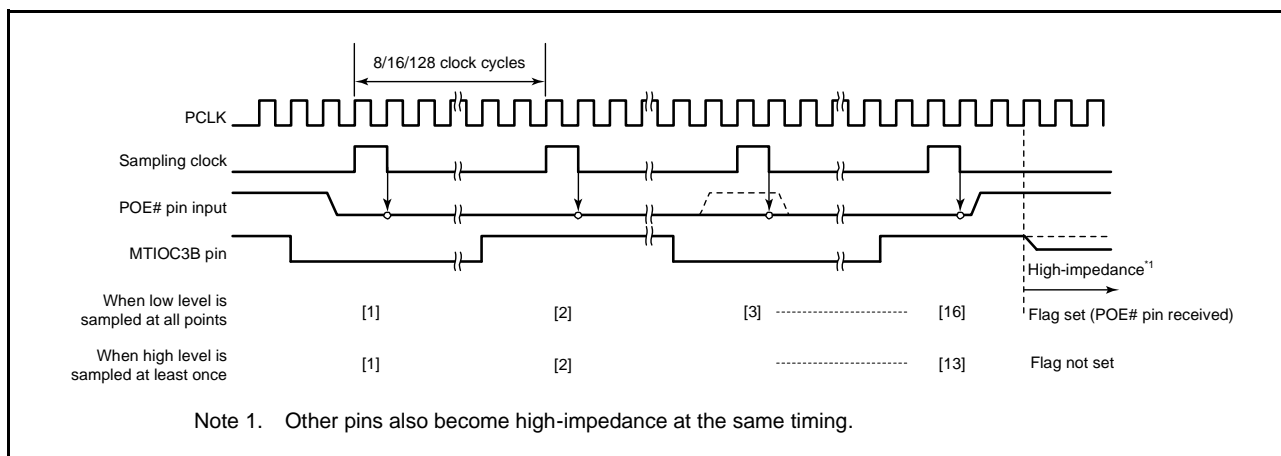 8/16/128 clock cycles
PCLK
Sampling clock
POE# pin input
MTIOC3B pin
High-impedance*1
When low level is
sampled at all points
[1] [2] [3] [16] Flag set (POE# pin received)
When high level is
sampled at least once
[1] [2] [13] Flag not set
Note 1. Other pins also become high-impedance at the same timing.